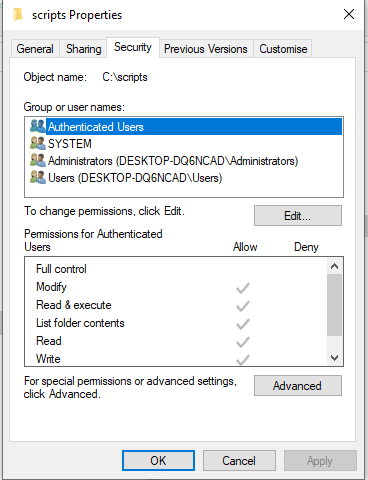 scripts Properties
General Sharing Security Previous Versions Customise
Object name: C:\scripts
Group or user names:
Authenticated Users
SYSTEM
Administrators (DESKTOP-DQ6NCAD\Administrators)
Users (DESKTOP-DQ6NCAD\Users)
To change permissions, click Edit.
Edit...
Permissions for Authenticated
Users Allow Deny
Full control
Modify
Read & execute
List folder contents
Read
Write
For special permissions or advanced settings,
click Advanced.
Advanced
OK Cancel Apply